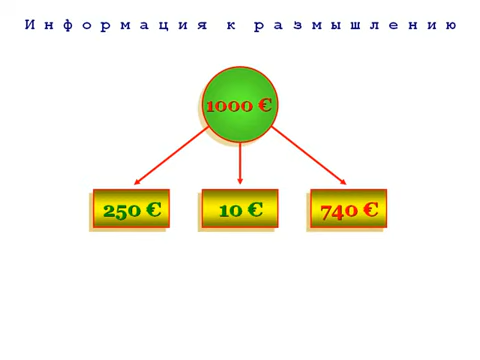 Информация к размышлению
1000 €
250 €
10 €
740 €